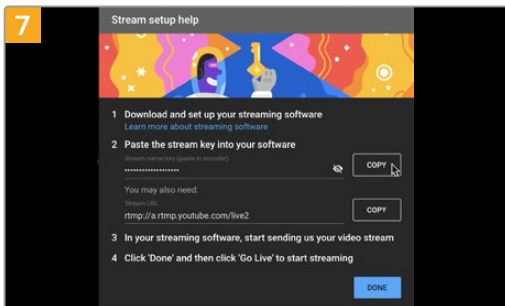 7
Stream setup help
1 Download and set up your streaming software
Learn more about streaming software
2 Paste the stream key into your software
Stream name/key (paste in encoder)
•••••••••••••••••••
COPY
You may also need:
Stream URL
rtmp://a.rtmp.youtube.com/live2
COPY
3 In your streaming software, start sending us your video stream
4 Click 'Done' and then click 'Go Live' to start streaming
DONE